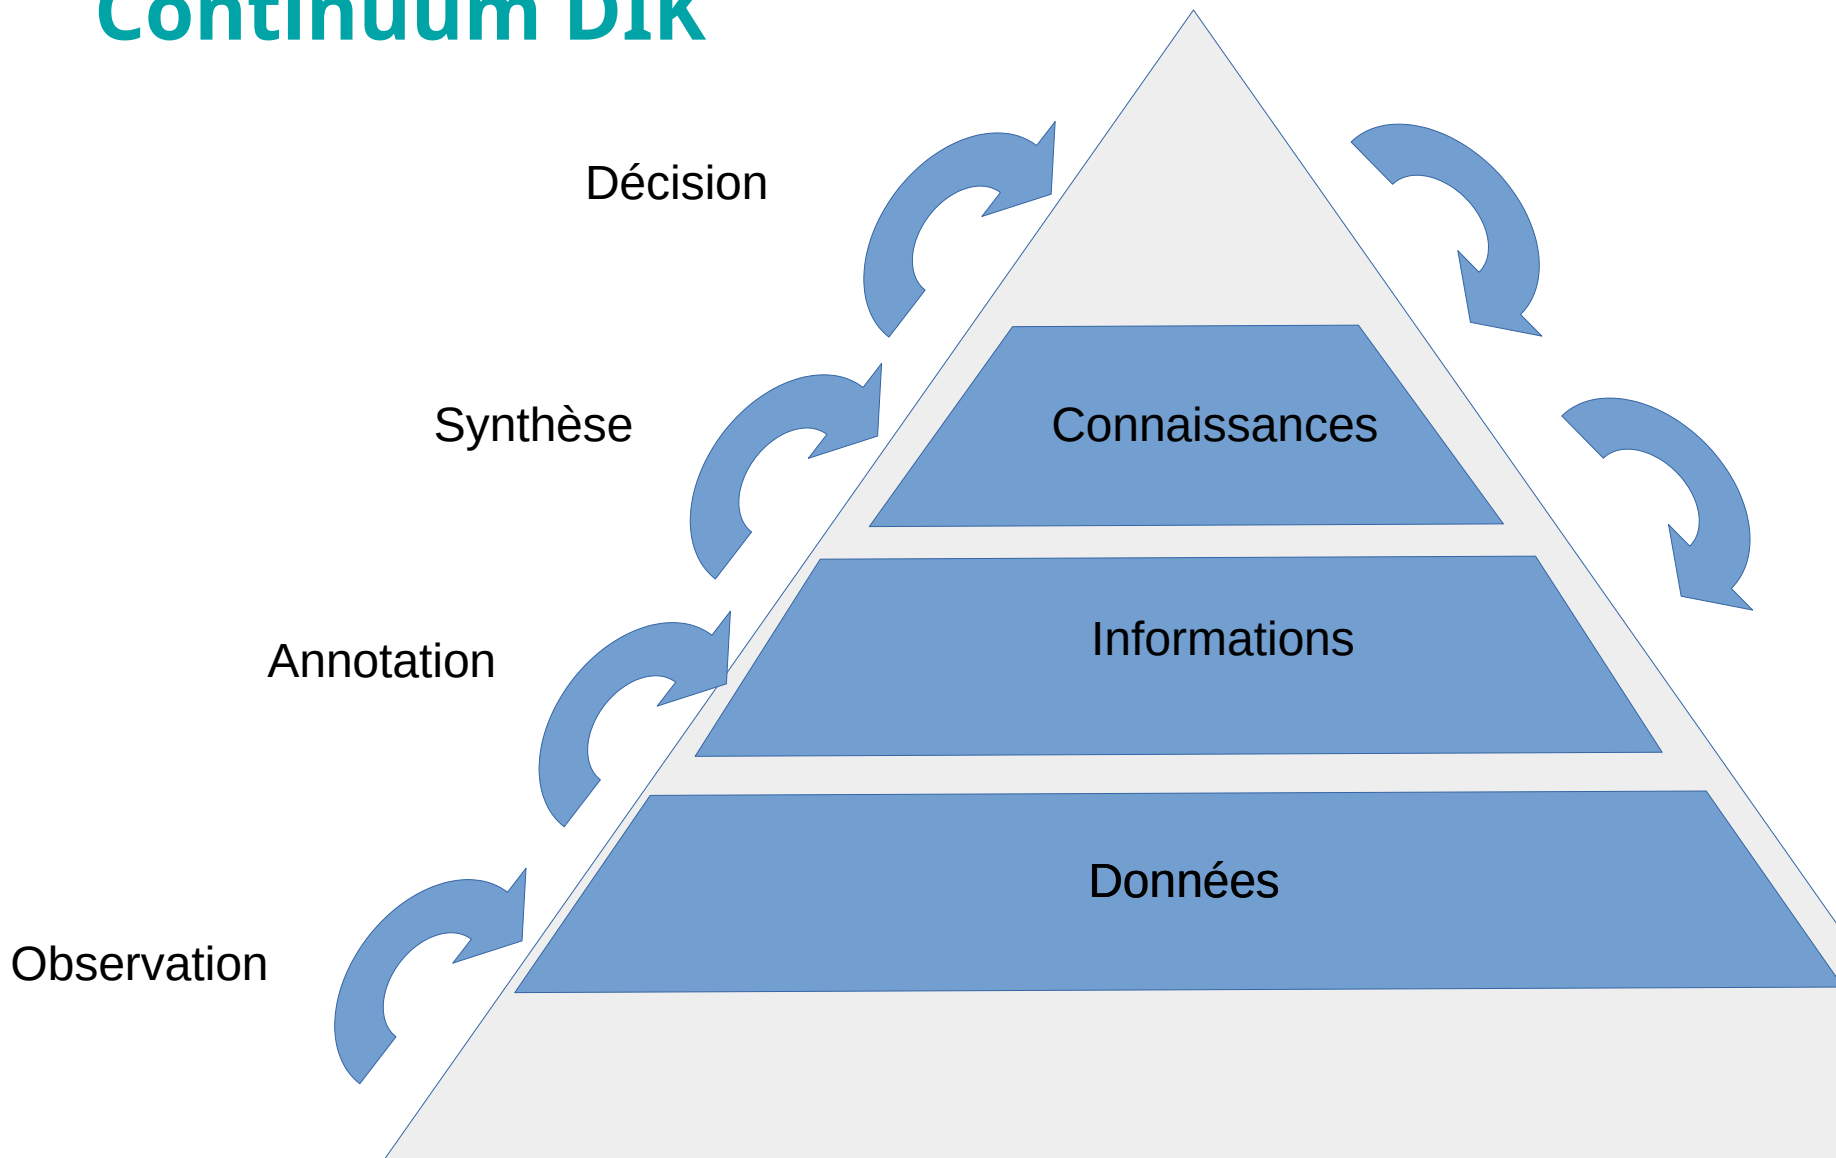 Continuum DIK
Décision
Synthèse
Connaissances
Informations
Annotation
Données
Observation